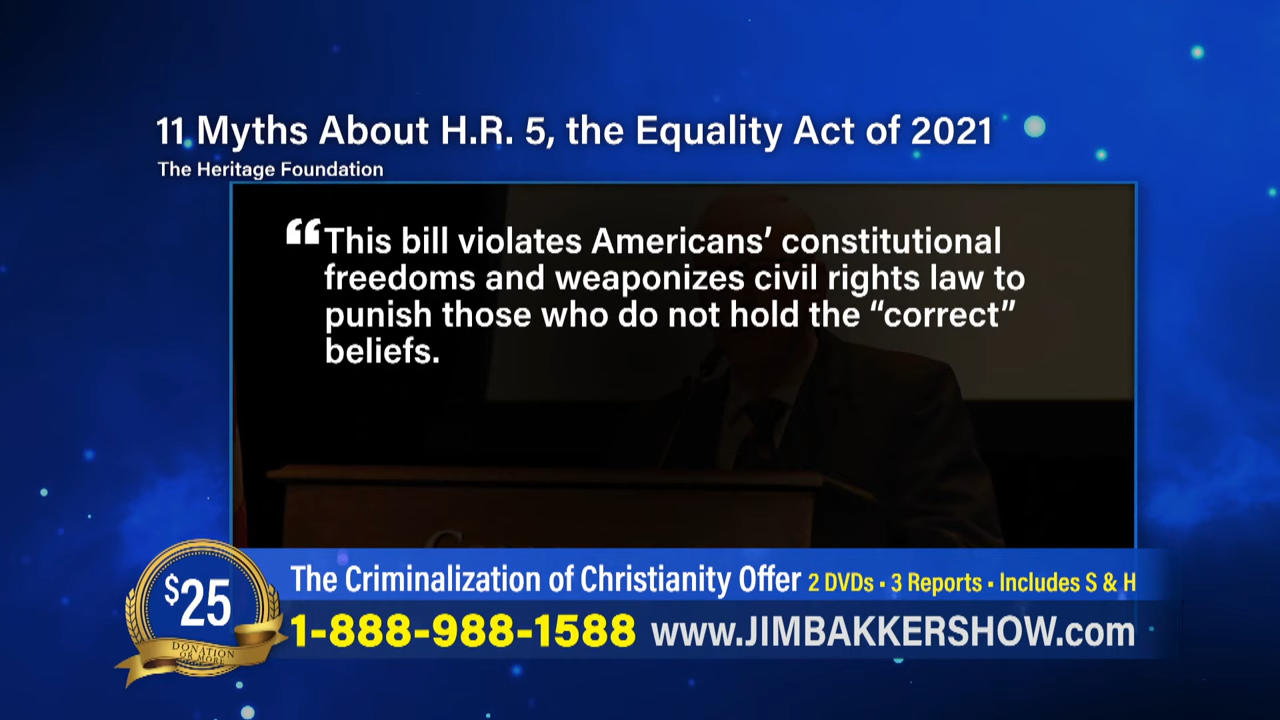 11 Myths About H.R. 5, the Equality Act of 2021
The Heritage Foundation
“This bill violates Americans’ constitutional
freedoms and weaponizes civil rights law to
punish those who do not hold the “correct”
beliefs.
$25
DONATION
OR MORE
The Criminalization of Christianity Offer 2 DVDs • 3 Reports • Includes S & H
1-888-988-1588 www.JIMBAKKERSHOW.com